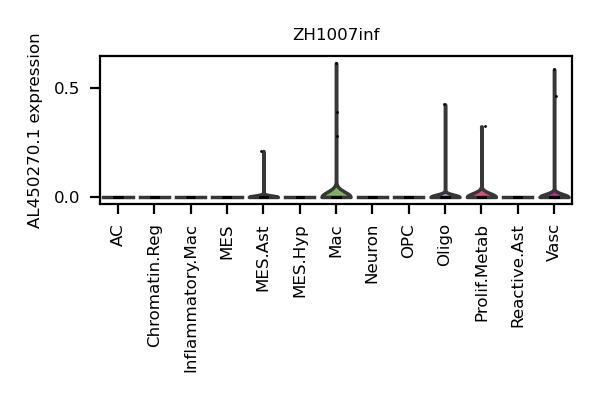 ZH1007inf
AL450270.1 expression
0.5
0.0
AC
Chromatin.Reg
Inflammatory.Mac
MES
MES.Ast
MES.Hyp
Mac
Neuron
OPC
Oligo
Prolif.Metab
Reactive.Ast
Vasc